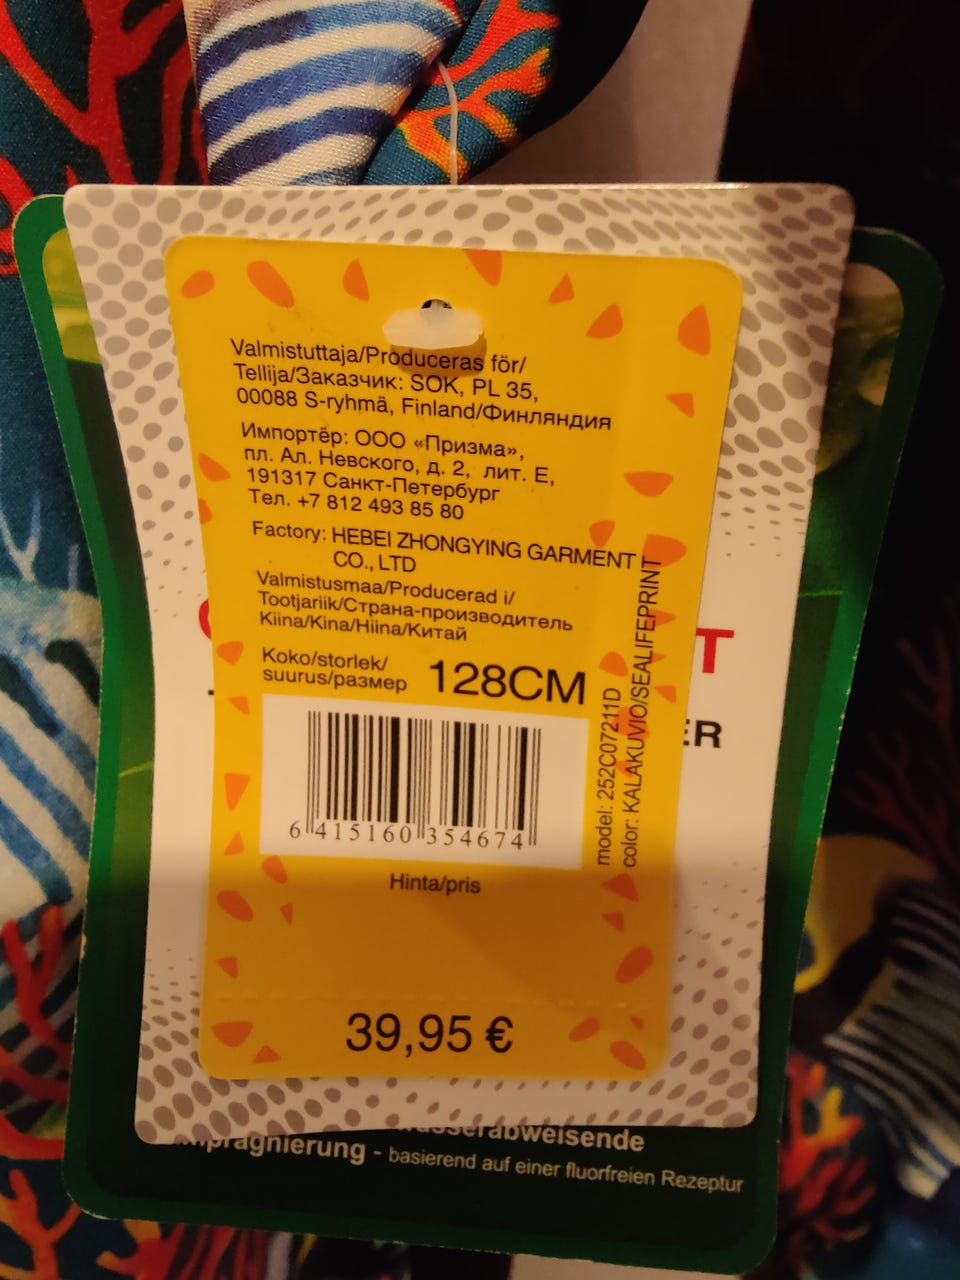 Valmistuttaja/Produceras för/
Tellija/Заказчик: SOK, PL 35,
00088 S-ryhmä, Finland/Финляндия
Импортёр: ООО «Призма»,
пл. Ал. Невского, д. 2, лит. Е,
191317 Санкт-Петербург
Тел. +7 812 493 85 80
Factory: HEBEI ZHONGYING GARMENT
CO., LTD
Valmistusmaa/Producerad i/
Tootjariik/Страна-производитель
Kiina/Kina/Hiina/Китай
Koko/storlek/
suurus/размер 128CM
model: 252C07211D
color: KALAKUVIO/SEALIFEPRINT
6 415160 354674
Hinta/pris
39,95 €
T
ER
wasserabweisende
Imprägnierung - basierend auf einer fluorfreien Rezeptur